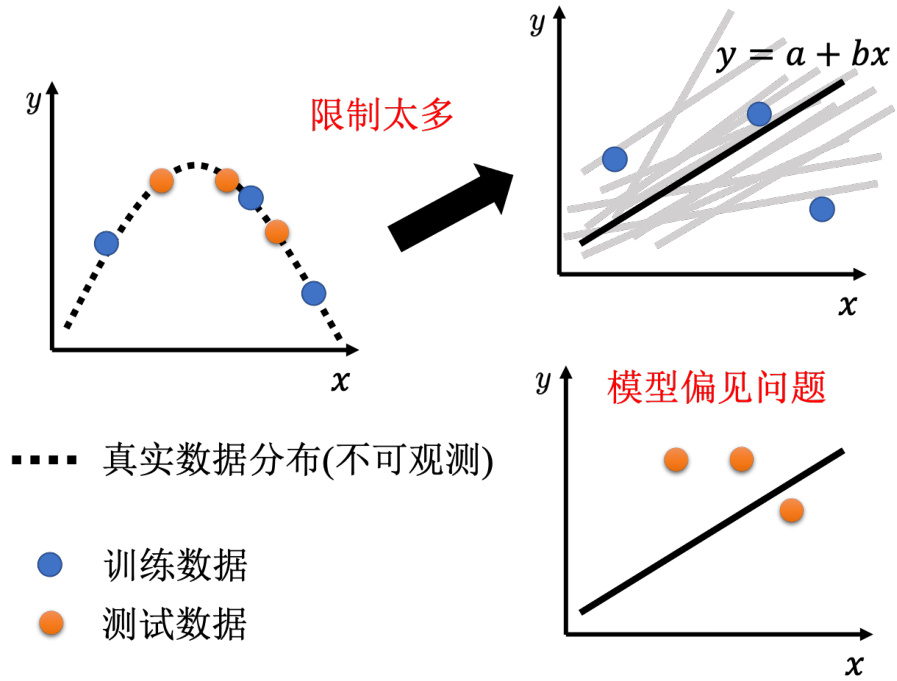 y
限制太多
x
y
y = a + bx
x
y
模型偏见问题
x
真实数据分布(不可观测)
训练数据
测试数据